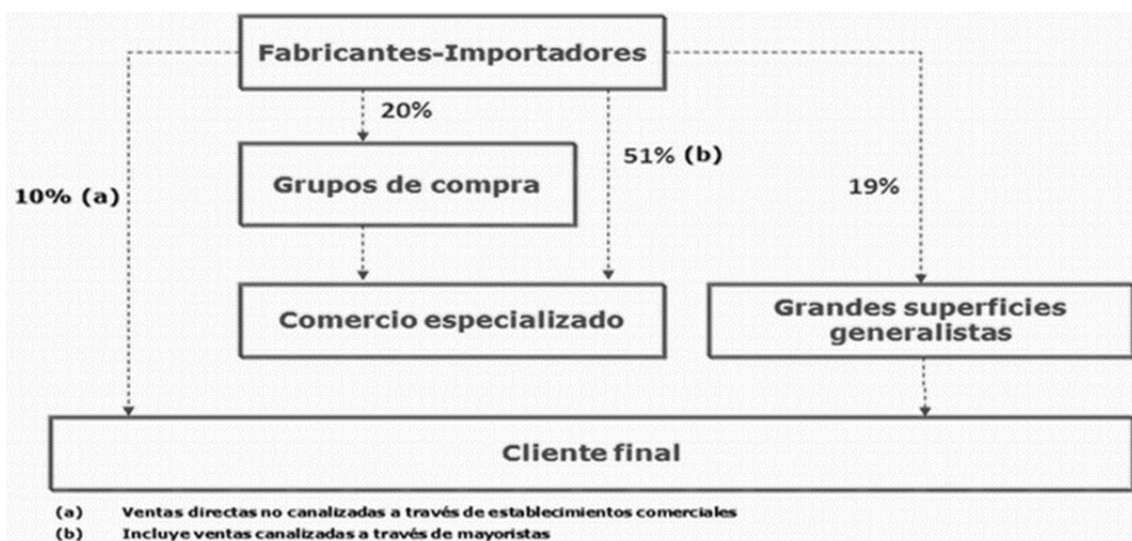 Fabricantes-Importadores
20%
51% (b)
Grupos de compra
19%
10% (a)
Comercio especializado
Grandes superficies
generalistas
Cliente final
(a) Ventas directas no canalizadas a través de establecimientos comerciales
(b) Incluye ventas canalizadas a través de mayoristas